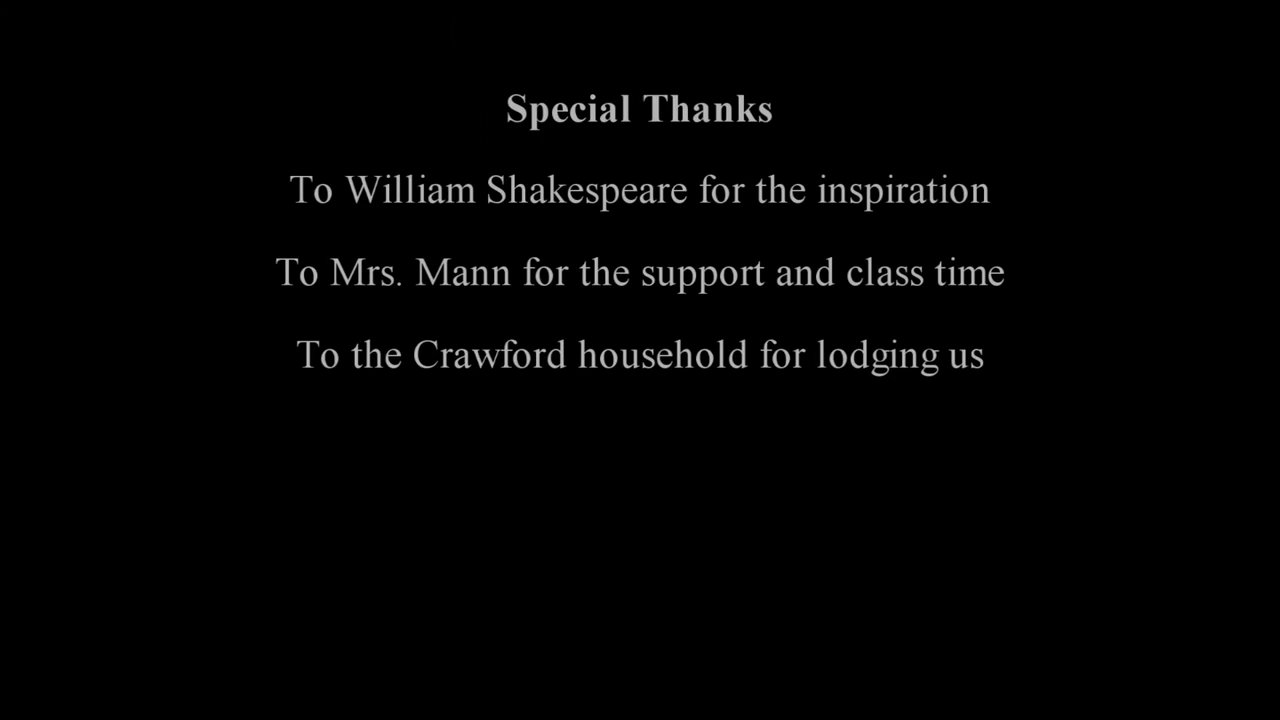 Special Thanks
To William Shakespeare for the inspiration
To Mrs. Mann for the support and class time
To the Crawford household for lodging us